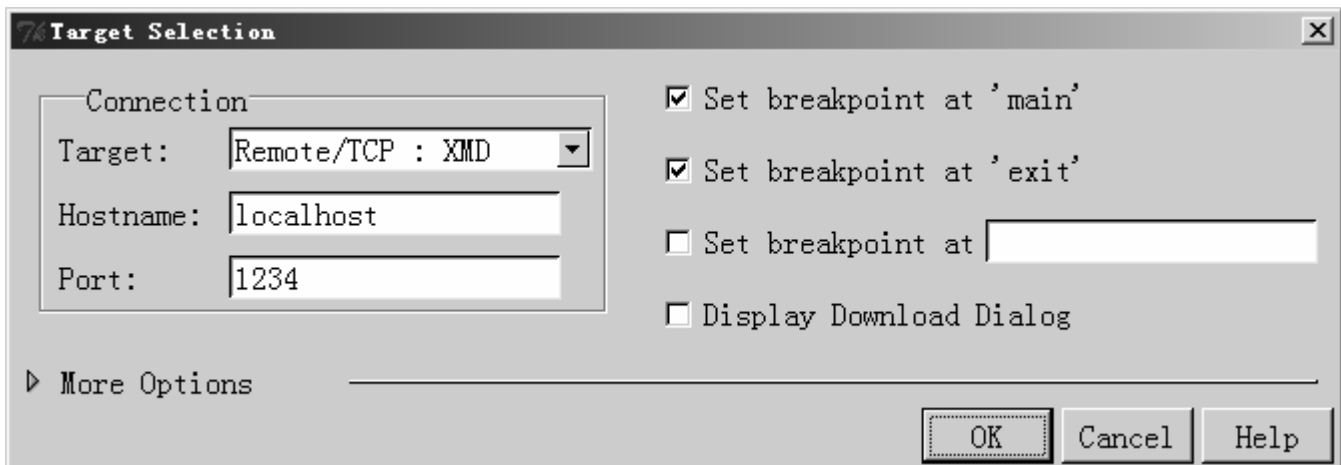 Target Selection
Connection
Target:
Remote/TCP : XMD
Hostname:
localhost
Port:
1234
Set breakpoint at 'main'
Set breakpoint at 'exit'
Set breakpoint at
Display Download Dialog
More Options
OK
Cancel
Help